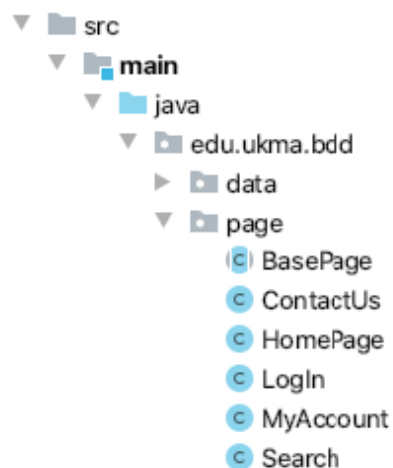 src
main
java
edu.ukma.bdd
data
page
BasePage
ContactUs
HomePage
LogIn
MyAccount
Search